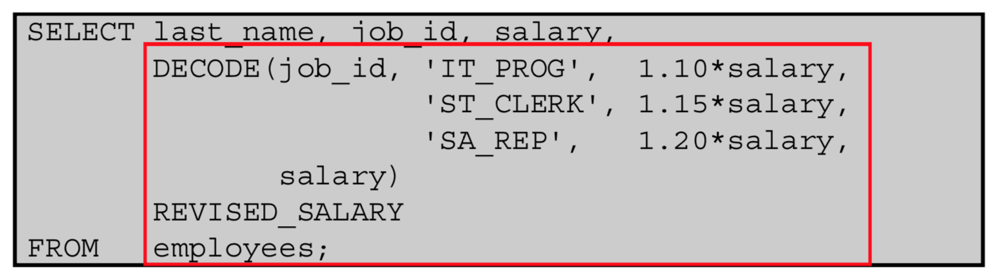 SELECT last_name, job_id, salary,
DECODE(job_id, 'IT_PROG', 1.10*salary,
'ST_CLERK', 1.15*salary,
'SA_REP', 1.20*salary,
salary)
REVISED_SALARY
FROM employees;